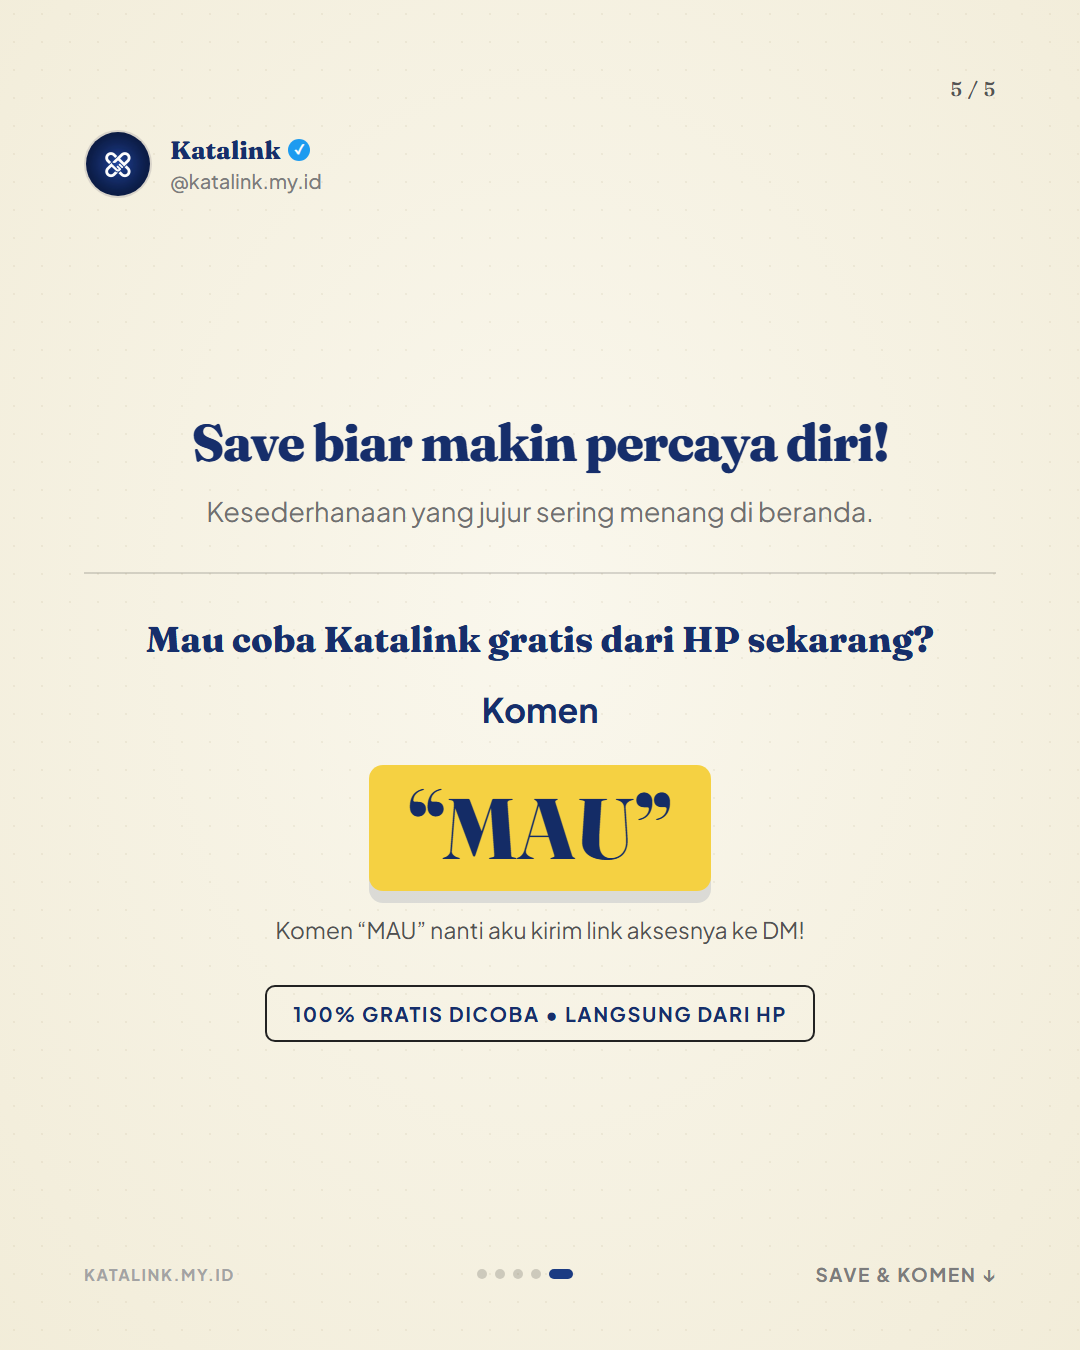 5 / 5
Katalink
@katalink.my.id
Save biar makin percaya diri!
Kesederhanaan yang jujur sering menang di beranda.
Mau coba Katalink gratis dari HP sekarang?
Komen
“MAU”
Komen “MAU” nanti aku kirim link aksesnya ke DM!
100% GRATIS DICOBA • LANGSUNG DARI HP
KATALINK.MY.ID
SAVE & KOMEN ↓